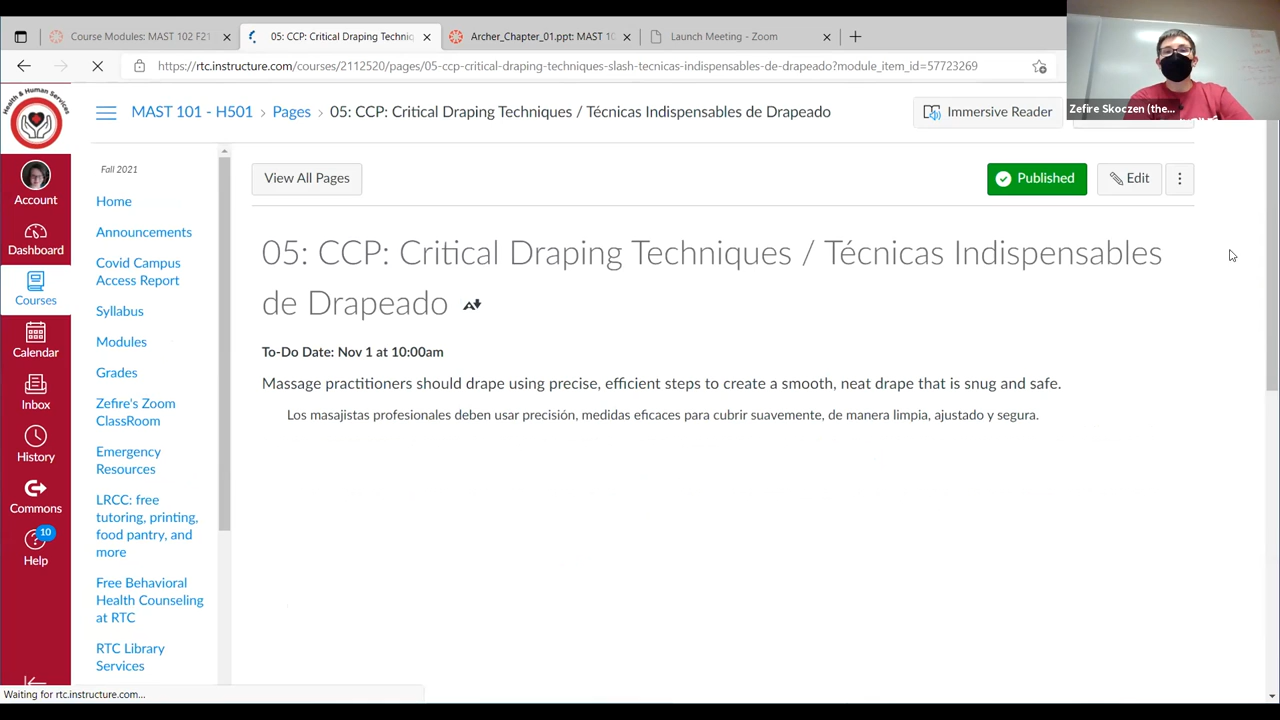 Course Modules: MAST 102 F21
05: CCP: Critical Draping Techniq
Archer_Chapter_01.ppt: MAST 10
Launch Meeting - Zoom
https://rtc.instructure.com/courses/2112520/pages/05-ccp-critical-draping-techniques-slash-tecnicas-indispensables-de-drapeado?module_item_id=57723269
Zefire Skoczen (the...
Health & Human Services
MAST 101 - H501 > Pages > 05: CCP: Critical Draping Techniques / Técnicas Indispensables de Drapeado
Immersive Reader
Account
Dashboard
Courses
Calendar
Inbox
History
Commons
10
Help
Fall 2021
Home
Announcements
Covid Campus
Access Report
Syllabus
Modules
Grades
Zefire's Zoom
ClassRoom
Emergency
Resources
LRCC: free
tutoring, printing,
food pantry, and
more
Free Behavioral
Health Counseling
at RTC
RTC Library
Services
View All Pages
Published
Edit
05: CCP: Critical Draping Techniques / Técnicas Indispensables
de Drapeado
To-Do Date: Nov 1 at 10:00am
Massage practitioners should drape using precise, efficient steps to create a smooth, neat drape that is snug and safe.
Los masajistas profesionales deben usar precisión, medidas eficaces para cubrir suavemente, de manera limpia, ajustado y segura.
Waiting for rtc.instructure.com...